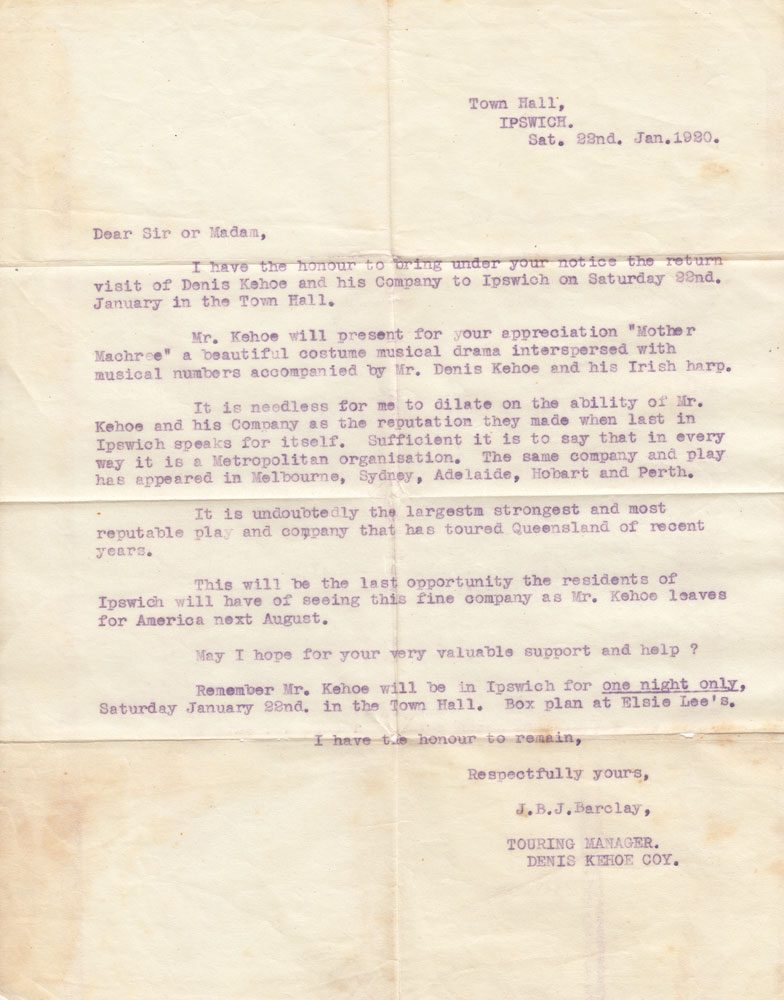 Town Hall,
IPSWICH.
Sat. 22nd. Jan.1920.
Dear Sir or Madam,
I have the honour to bring under your notice the return
visit of Denis Kehoe and his Company to Ipswich on Saturday 22nd.
January in the Town Hall.
Mr. Kehoe will present for your appreciation "Mother
Machree" a beautiful costume musical drama interspersed with
musical numbers accompanied by Mr. Denis Kehoe and his Irish harp.
It is needless for me to dilate on the ability of Mr.
Kehoe and his Company as the reputation they made when last in
Ipswich speaks for itself. Sufficient it is to say that in every
way it is a Metropolitan organisation. The same company and play
has appeared in Melbourne, Sydney, Adelaide, Hobart and Perth.
It is undoubtedly the largestm strongest and most
reputable play and company that has toured Queensland of recent
years.
This will be the last opportunity the residents of
Ipswich will have of seeing this fine company as Mr. Kehoe leaves
for America next August.
May I hope for your very valuable support and help ?
Remember Mr. Kehoe will be in Ipswich for one night only,
Saturday January 22nd. in the Town Hall. Box plan at Elsie Lee's.
I have the honour to remain,
Respectfully yours,
J.B.J.Barclay,
TOURING MANAGER.
DENIS KEHOE COY.